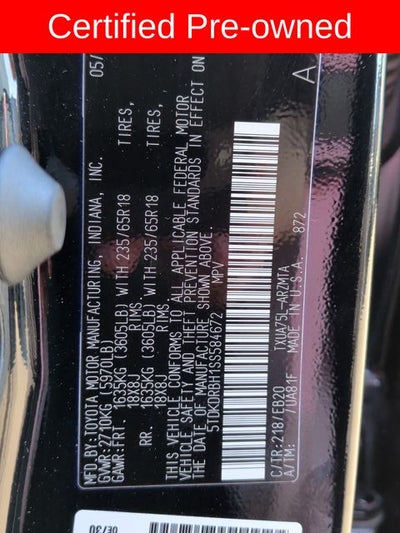 Certified Pre-owned
MFD. BY: TOYOTA MOTOR MANUFACTURING, INDIANA, INC. 05/
GVWR: 2710KG (5970LB)
GAWR: FRT. 1635KG (3605LB) WITH 235/65R18 TIRES,
18X8J RIMS,
RR. 1635KG (3605LB) WITH 235/65R18 TIRES,
18X8J RIMS,
THIS VEHICLE CONFORMS TO ALL APPLICABLE FEDERAL MOTOR
VEHICLE SAFETY AND THEFT PREVENTION STANDARDS IN EFFECT ON
THE DATE OF MANUFACTURE SHOWN ABOVE.
5TDKDRBH1SS584672 MPV
A
C/TR: 218/EB20 TXUA75L-ARZMTA
A/TM: /UA81F MADE IN U.S.A. 872